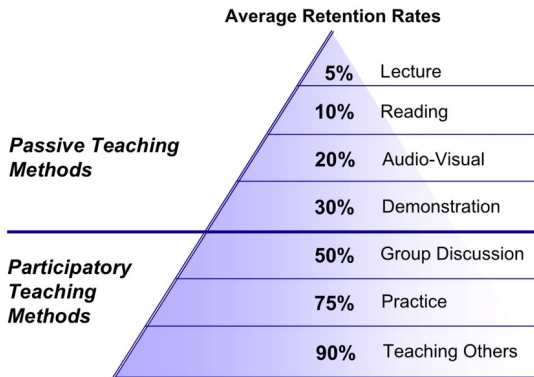 Average Retention Rates
5% Lecture
10% Reading
Passive Teaching
Methods
20% Audio-Visual
30% Demonstration
50% Group Discussion
Participatory
Teaching
Methods
75% Practice
90% Teaching Others